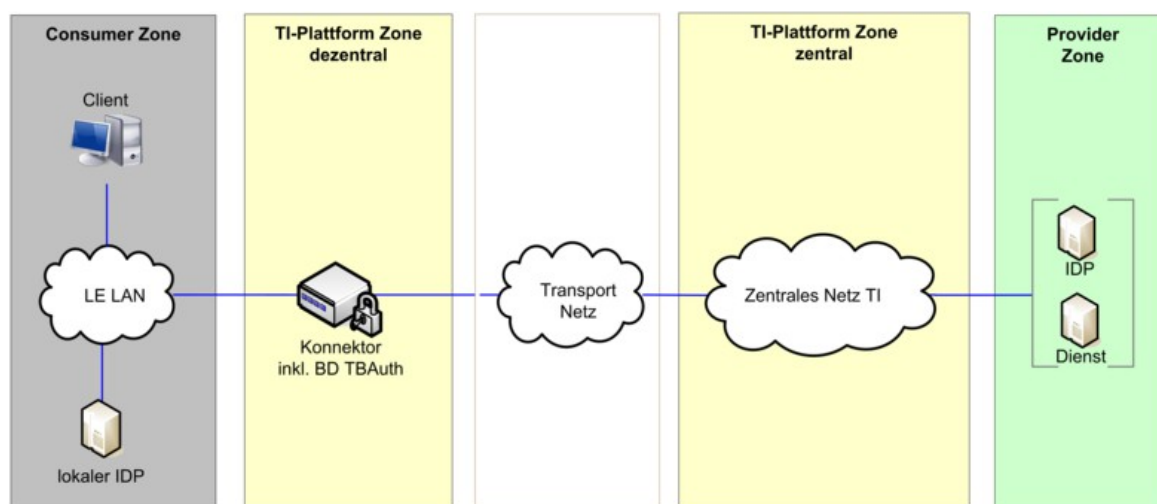 Consumer Zone
Client
LE LAN
lokaler IDP
TI-Plattform Zone
dezentral
Konnektor
inkl. BD TBAuth
Transport
Netz
TI-Plattform Zone
zentral
Zentrales Netz TI
Provider
Zone
IDP
Dienst